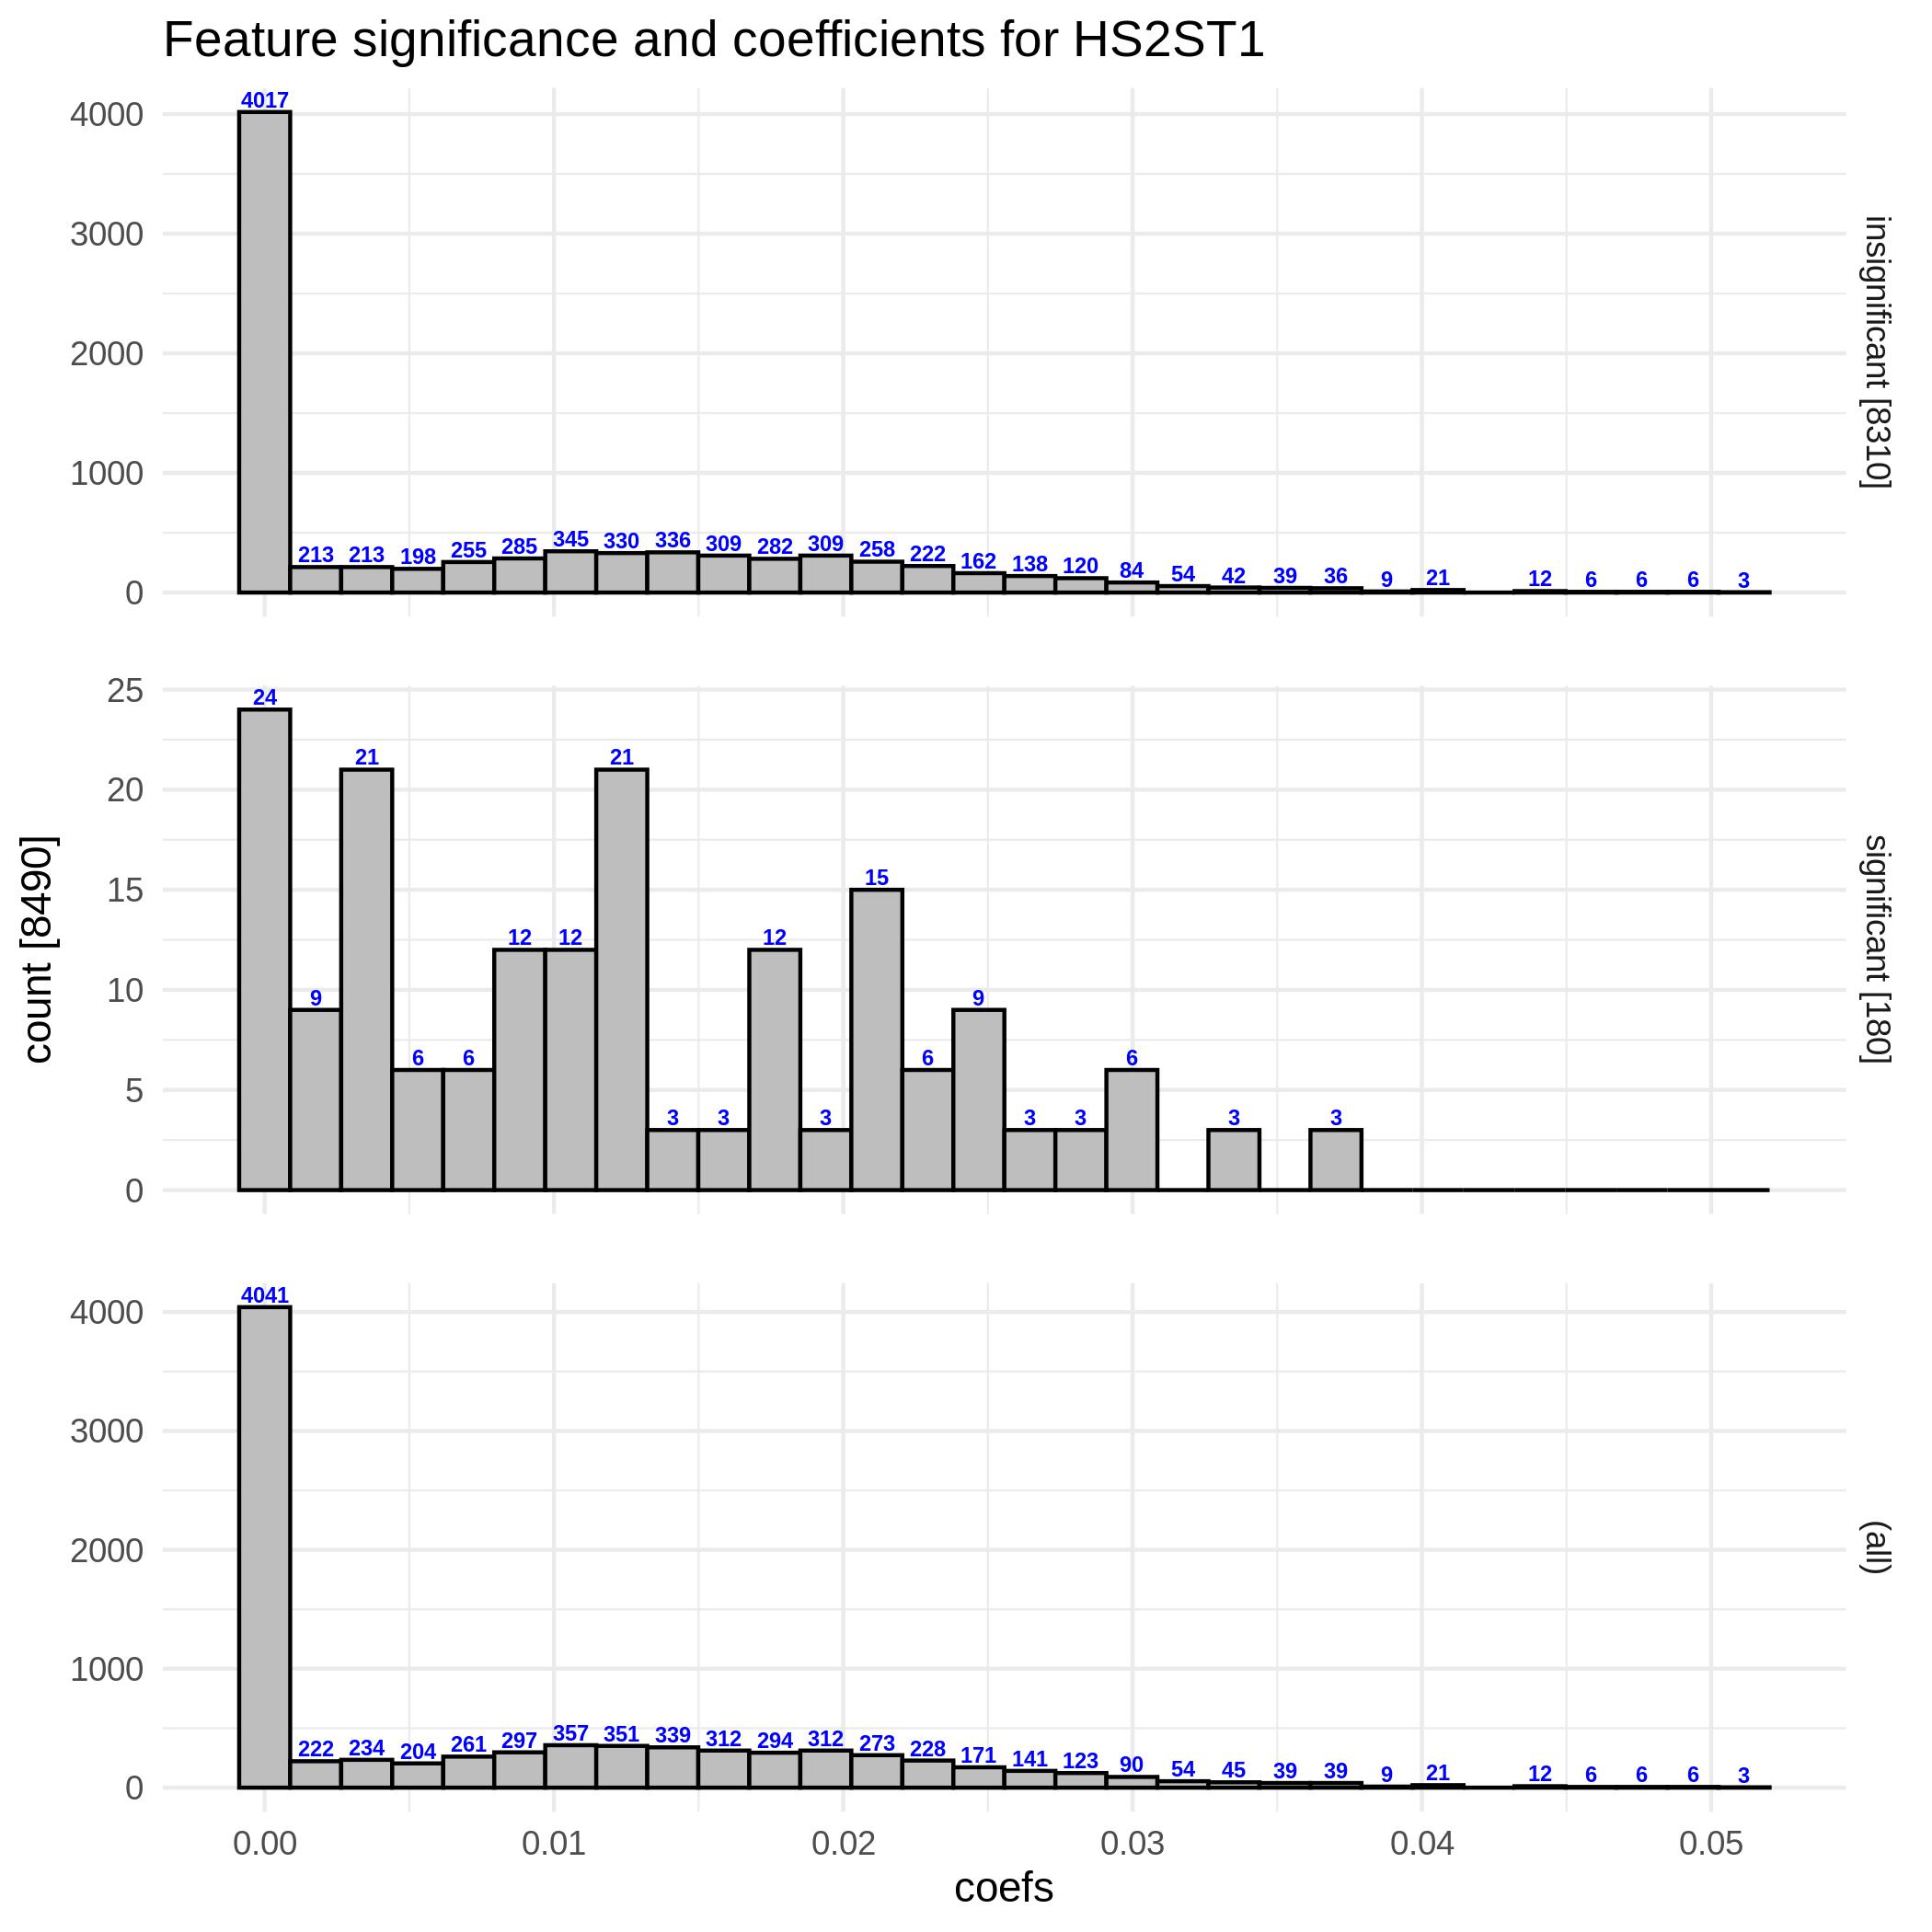 Feature significance and coefficients for HS2ST1
4017
4000
3000
2000
1000
0
213 213 198 255 285 345 330 336 309 282 309 258 222 162 138 120 84 54 42 39 36 9 21 12 6 6 6 3
insignificant [8310]
25
20
15
10
5
0
24 9 21 6 6 12 12 21 3 3 12 3 15 6 9 3 3 6 3 3
count [8490]
significant [180]
4041
4000
3000
2000
1000
0
222 234 204 261 297 357 351 339 312 294 312 273 228 171 141 123 90 54 45 39 39 9 21 12 6 6 6 3
(all)
0.00 0.01 0.02 0.03 0.04 0.05
coefs